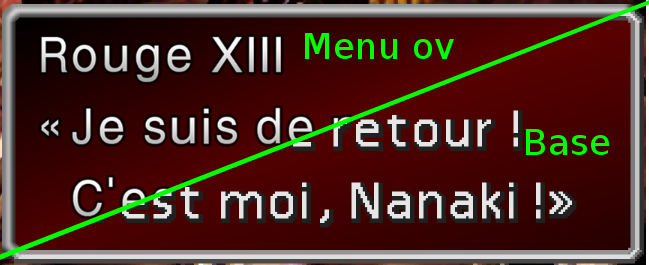 Rouge XIII Menu ov
« Je suis de retour !
Base
C'est moi, Nanaki !»